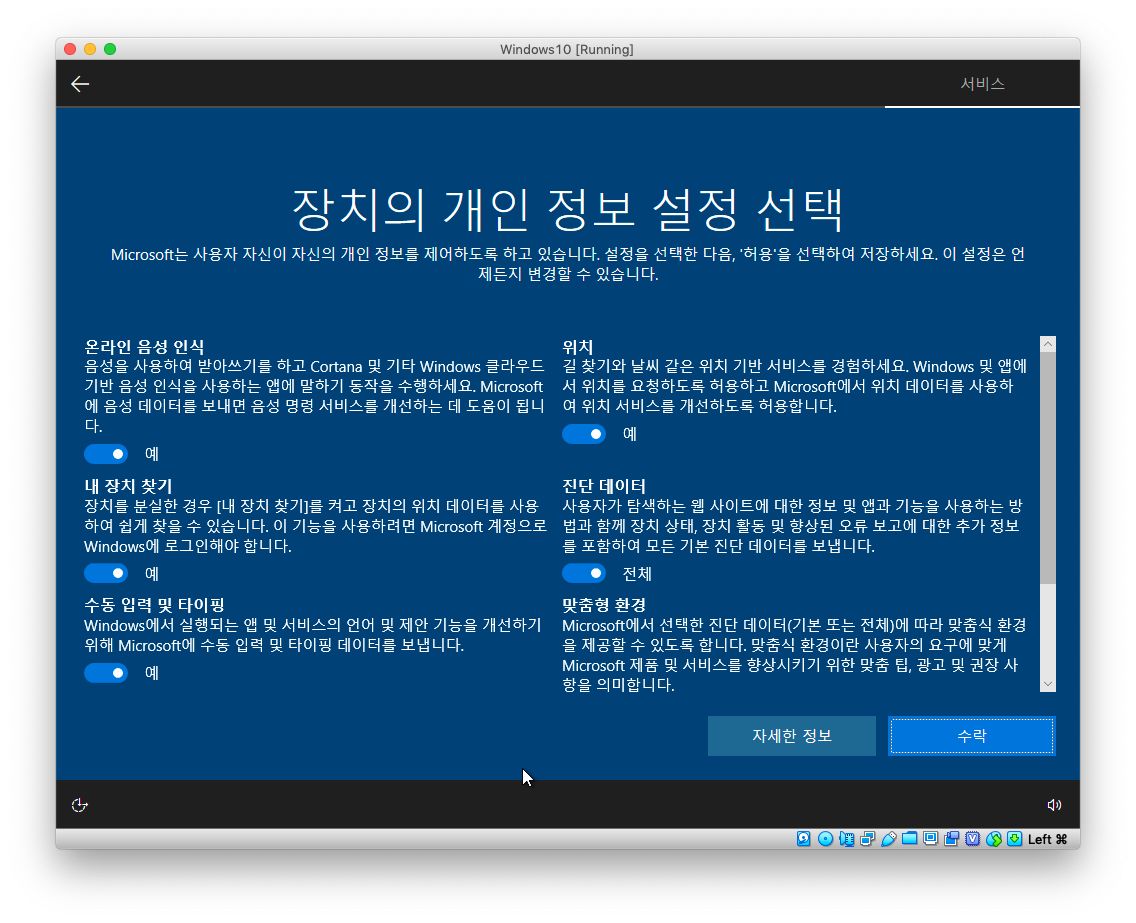 Windows10 [Running]
서비스
장치의 개인 정보 설정 선택
Microsoft는 사용자 자신이 자신의 개인 정보를 제어하도록 하고 있습니다. 설정을 선택한 다음, '허용'을 선택하여 저장하세요. 이 설정은 언
제든지 변경할 수 있습니다.
온라인 음성 인식
음성을 사용하여 받아쓰기를 하고 Cortana 및 기타 Windows 클라우드
기반 음성 인식을 사용하는 앱에 말하기 동작을 수행하세요. Microsoft
에 음성 데이터를 보내면 음성 명령 서비스를 개선하는 데 도움이 됩니
다.
예
위치
길 찾기와 날씨 같은 위치 기반 서비스를 경험하세요. Windows 및 앱에
서 위치를 요청하도록 허용하고 Microsoft에서 위치 데이터를 사용하
여 위치 서비스를 개선하도록 허용합니다.
예
내 장치 찾기
장치를 분실한 경우 [내 장치 찾기]를 켜고 장치의 위치 데이터를 사용
하여 쉽게 찾을 수 있습니다. 이 기능을 사용하려면 Microsoft 계정으로
Windows에 로그인해야 합니다.
예
진단 데이터
사용자가 탐색하는 웹 사이트에 대한 정보 및 앱과 기능을 사용하는 방
법과 함께 장치 상태, 장치 활동 및 향상된 오류 보고에 대한 추가 정보
를 포함하여 모든 기본 진단 데이터를 보냅니다.
전체
수동 입력 및 타이핑
Windows에서 실행되는 앱 및 서비스의 언어 및 제안 기능을 개선하기
위해 Microsoft에 수동 입력 및 타이핑 데이터를 보냅니다.
예
맞춤형 환경
Microsoft에서 선택한 진단 데이터(기본 또는 전체)에 따라 맞춤식 환경
을 제공할 수 있도록 합니다. 맞춤식 환경이란 사용자의 요구에 맞게
Microsoft 제품 및 서비스를 향상시키기 위한 맞춤 팁, 광고 및 권장 사
항을 의미합니다.
자세한 정보
수락
Left ⌘